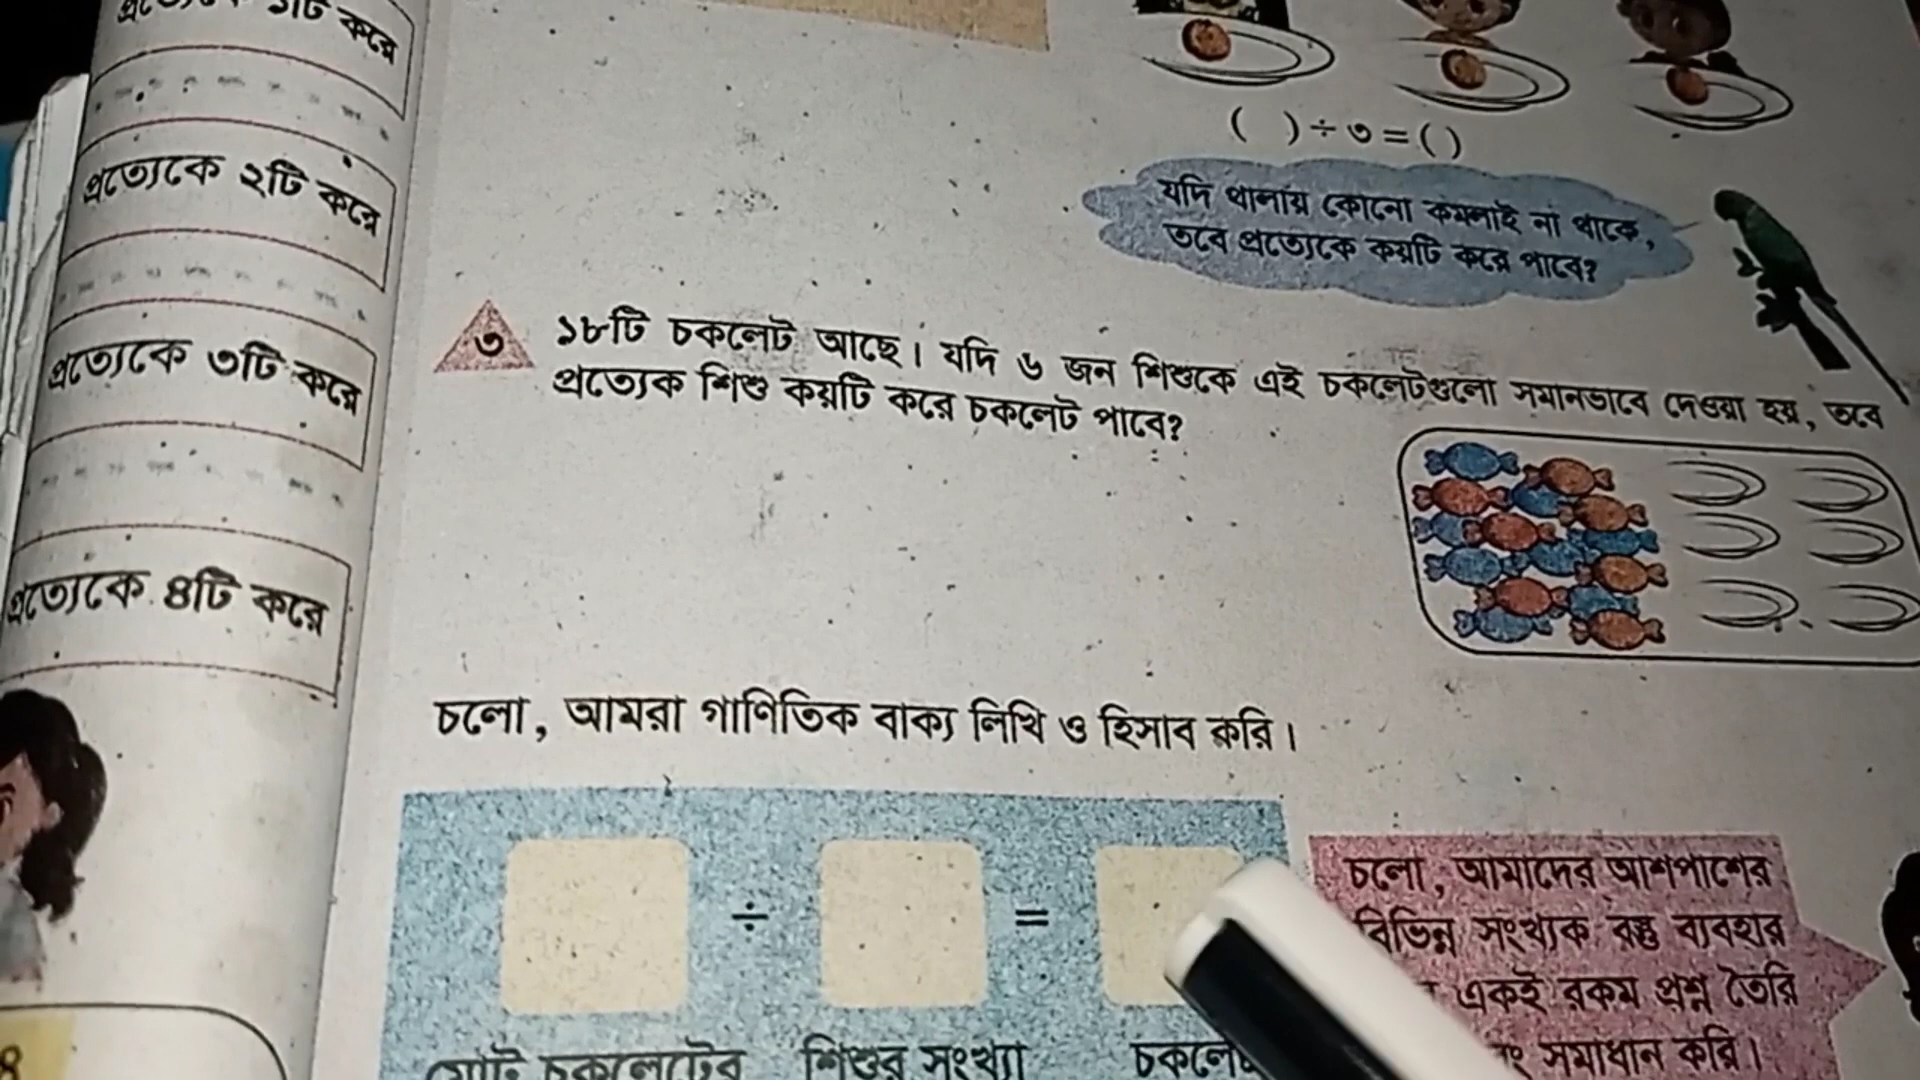 করে
প্রত্যেকে ২টি করে
প্রত্যেকে ৩টি করে
প্রত্যেকে ৪টি করে
( ) ÷ ৩ = ( )
যদি থালায় কোনো কমলাই না থাকে,
তবে প্রত্যেকে কয়টি করে পাবে?
৩
১৮টি চকলেট আছে। যদি ৬ জন শিশুকে এই চকলেটগুলো সমানভাবে দেওয়া হয়, তবে
প্রত্যেক শিশু কয়টি করে চকলেট পাবে?
চলো, আমরা গাণিতিক বাক্য লিখি ও হিসাব করি।
÷ =
মোট চকলেটের শিশুর সংখ্যা
চলো, আমাদের আশপাশের
বিভিন্ন সংখ্যক বস্তু ব্যবহার
একই রকম প্রশ্ন তৈরি
সমাধান করি।